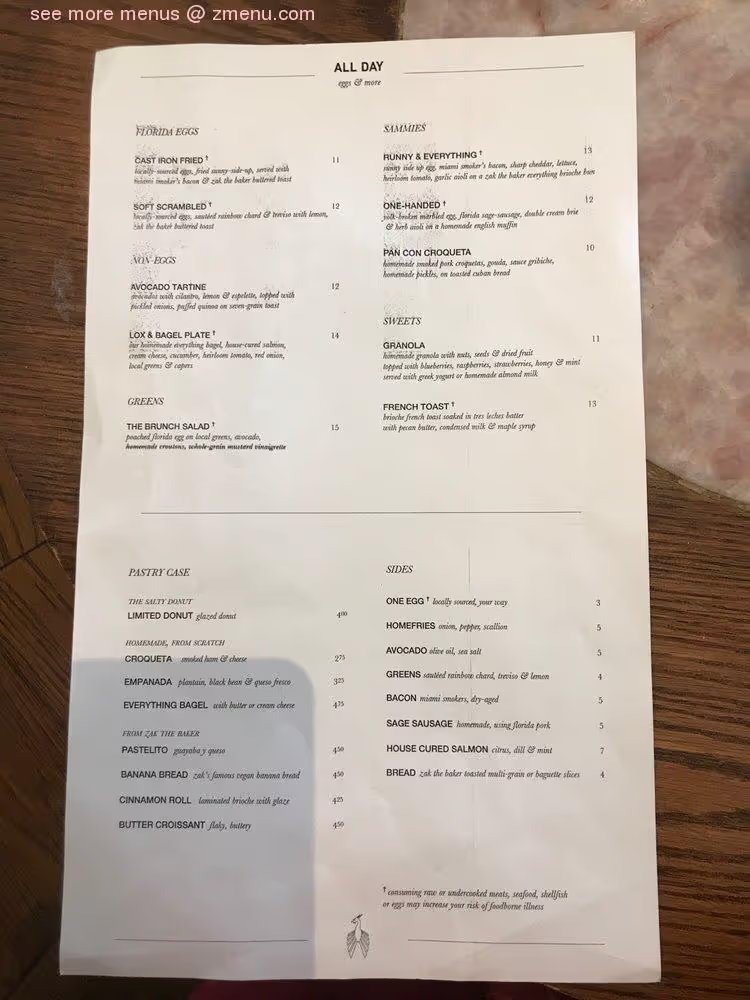 see more menus @ zmenu.com
ALL DAY
eggs & more
FLORIDA EGGS
CAST IRON FRIED † 11
locally-sourced eggs, fried sunny-side-up, served with
miami smoker's bacon & zak the baker buttered toast
SOFT SCRAMBLED † 12
locally-sourced eggs, sautéed rainbow chard & treviso with lemon,
zak the baker buttered toast
NON-EGGS
AVOCADO TARTINE 12
avocados with cilantro, lemon & espelette, topped with
pickled onions, puffed quinoa on seven-grain toast
LOX & BAGEL PLATE † 14
our homemade everything bagel, house-cured salmon,
cream cheese, cucumber, heirloom tomato, red onion,
local greens & capers
GREENS
THE BRUNCH SALAD † 15
poached florida egg on local greens, avocado,
homemade croutons, whole-grain mustard vinaigrette
SAMMIES
RUNNY & EVERYTHING † 13
sunny side up egg, miami smoker's bacon, sharp cheddar, lettuce,
heirloom tomato, garlic aioli on a zak the baker everything brioche bun
ONE-HANDED † 12
yolk-broken marbled egg, florida sage-sausage, double cream brie
& herb aioli on a homemade english muffin
PAN CON CROQUETA 10
homemade smoked pork croquetas, gouda, sauce gribiche,
homemade pickles, on toasted cuban bread
SWEETS
GRANOLA 11
homemade granola with nuts, seeds & dried fruit
topped with blueberries, raspberries, strawberries, honey & mint
served with greek yogurt or homemade almond milk
FRENCH TOAST † 13
brioche french toast soaked in tres leches batter
with pecan butter, condensed milk & maple syrup
PASTRY CASE
THE SALTY DONUT
LIMITED DONUT glazed donut 400
HOMEMADE, FROM SCRATCH
CROQUETA smoked ham & cheese 275
EMPANADA plantain, black bean & queso fresco 325
EVERYTHING BAGEL with butter or cream cheese 425
FROM ZAK THE BAKER
PASTELITO guayaba y queso 450
BANANA BREAD zak's famous vegan banana bread 450
CINNAMON ROLL laminated brioche with glaze 425
BUTTER CROISSANT flaky, buttery 450
SIDES
ONE EGG † locally sourced, your way 3
HOMEFRIES onion, pepper, scallion 5
AVOCADO olive oil, sea salt 5
GREENS sautéed rainbow chard, treviso & lemon 4
BACON miami smokers, dry-aged 5
SAGE SAUSAGE homemade, using florida pork 5
HOUSE CURED SALMON citrus, dill & mint 7
BREAD zak the baker toasted multi-grain or baguette slices 4
† consuming raw or undercooked meats, seafood, shellfish
or eggs may increase your risk of foodborne illness